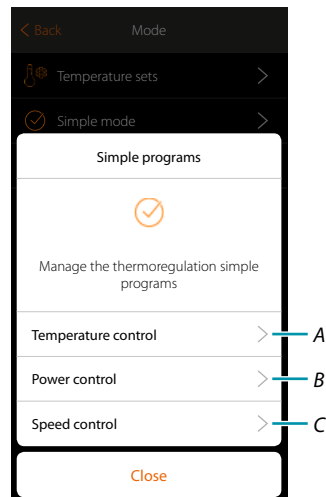 Back Mode
Temperature sets
Simple mode
Simple programs
Manage the thermoregulation simple
programs
Temperature control A
Power control B
Speed control C
Close